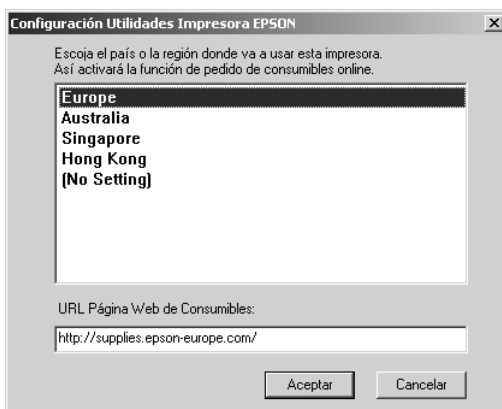 Configuración Utilidades Impresora EPSON
Escoja el país o la región donde va a usar esta impresora.
Así activará la función de pedido de consumibles online.
Europe
Australia
Singapore
Hong Kong
(No Setting)
URL Página Web de Consumibles:
http://supplies.epson-europe.com/
Aceptar
Cancelar